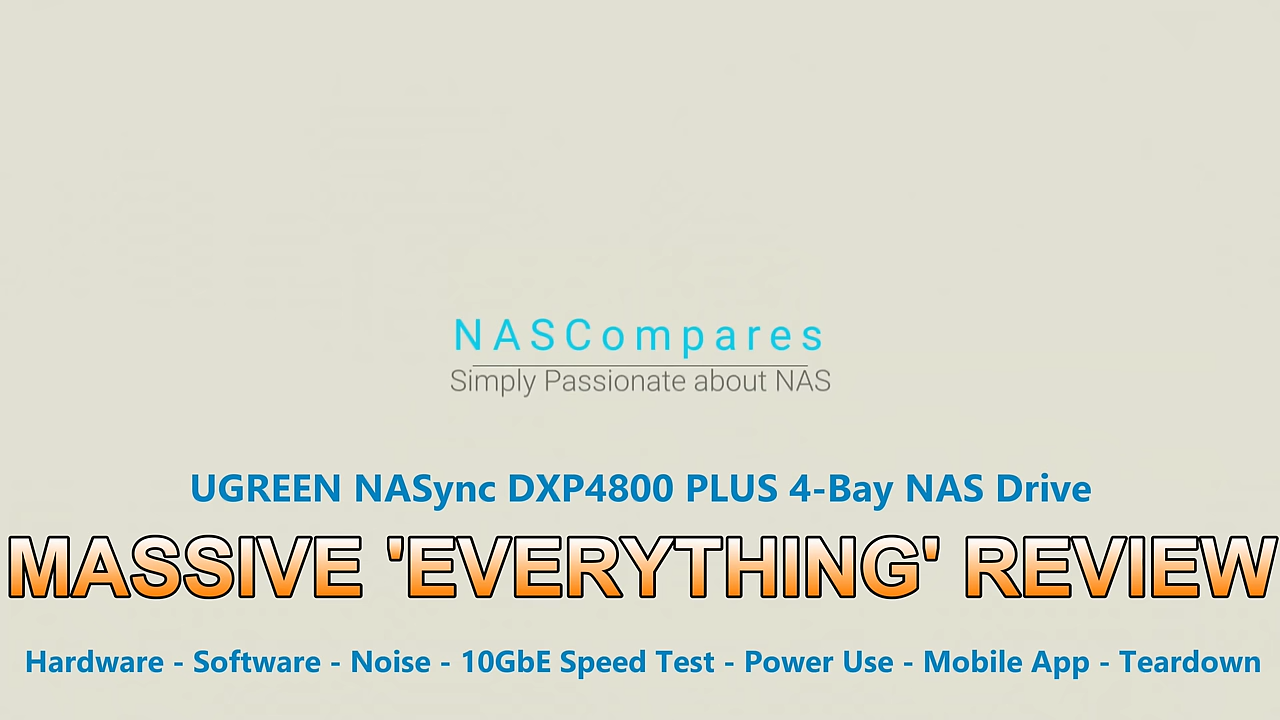 NASCompares
Simply Passionate about NAS
UGREEN NASync DXP4800 PLUS 4-Bay NAS Drive
MASSIVE 'EVERYTHING' REVIEW
Hardware - Software - Noise - 10GbE Speed Test - Power Use - Mobile App - Teardown